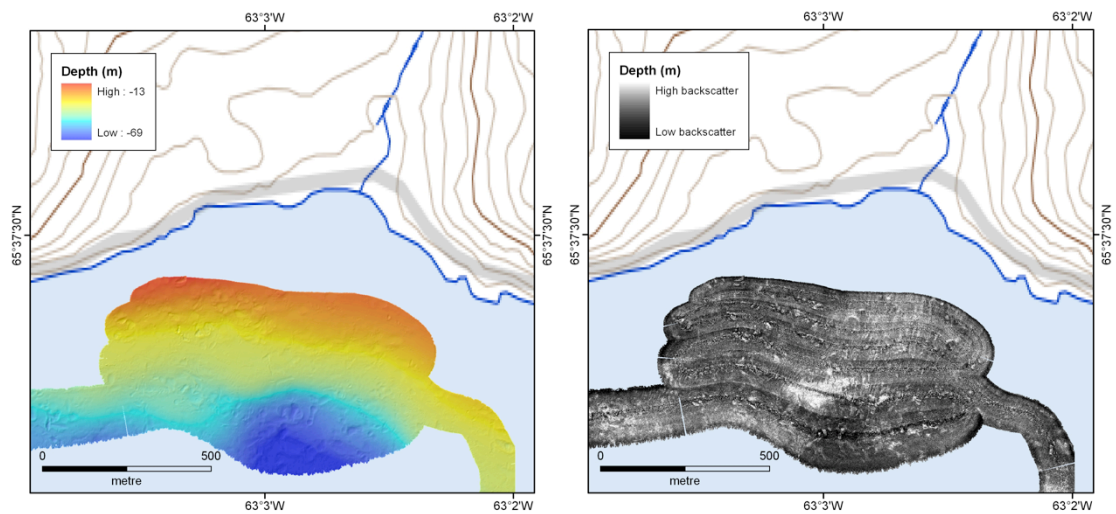 63°3'W
63°2'W
Depth (m)
High : -13
Low : -69
65°37'30"N
65°37'30"N
0
500
metre
63°3'W
63°2'W
63°3'W
63°2'W
Depth (m)
High backscatter
Low backscatter
65°37'30"N
65°37'30"N
0
500
metre
63°3'W
63°2'W